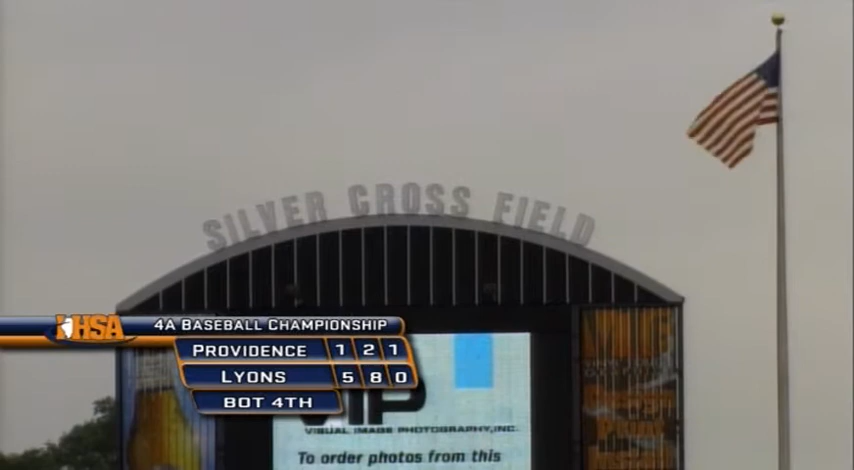 SILVER CROSS FIELD
IHSA 4A BASEBALL CHAMPIONSHIP
PROVIDENCE 1 2 1
LYONS 5 8 0
BOT 4TH
VIP
VISUAL IMAGE PHOTOGRAPHY, INC.
To order photos from this